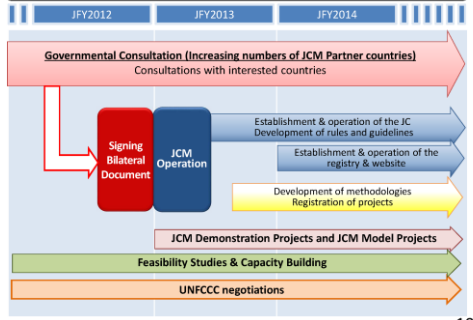 JFY2012 JFY2013 JFY2014
Governmental Consultation (Increasing numbers of JCM Partner countries)
Consultations with interested countries
Signing
Bilateral
Document
JCM
Operation
Establishment & operation of the JC
Development of rules and guidelines
Establishment & operation of the
registry & website
Development of methodologies
Registration of projects
JCM Demonstration Projects and JCM Model Projects
Feasibility Studies & Capacity Building
UNFCCC negotiations